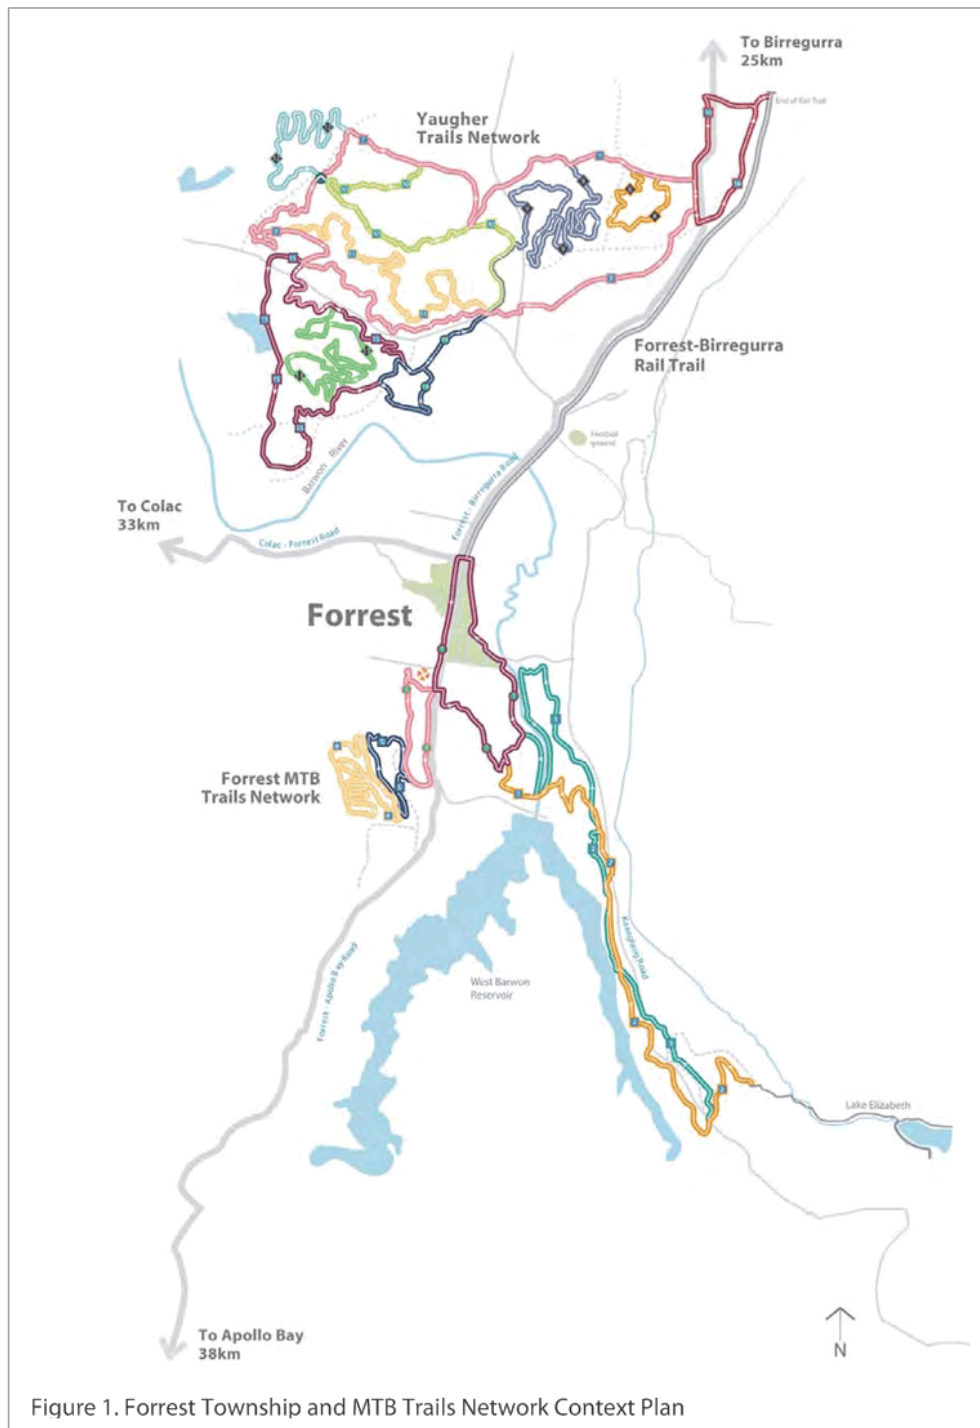 To Birregurra
25km
End of Rail Trail
Yaugher
Trails Network
Forrest-Birregurra
Rail Trail
Football
ground
Barwon River
Forrest - Birregurra Road
To Colac
33km
Colac - Forrest Road
Forrest
Forrest MTB
Trails Network
West Barwon
Reservoir
Kaanglang Road
Forrest - Apollo Bay Road
Lake Elizabeth
To Apollo Bay
38km
N
Figure 1. Forrest Township and MTB Trails Network Context Plan